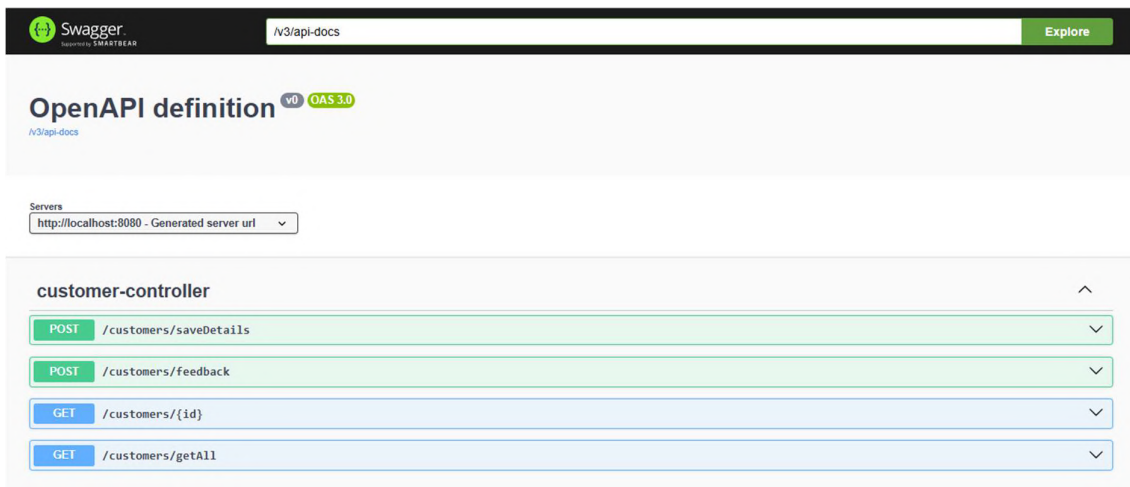 Swagger.
Supported by SMARTBEAR
/v3/api-docs
Explore
OpenAPI definition v0 OAS 3.0
/v3/api-docs
Servers
http://localhost:8080 - Generated server url
customer-controller
POST /customers/saveDetails
POST /customers/feedback
GET /customers/{id}
GET /customers/getAll